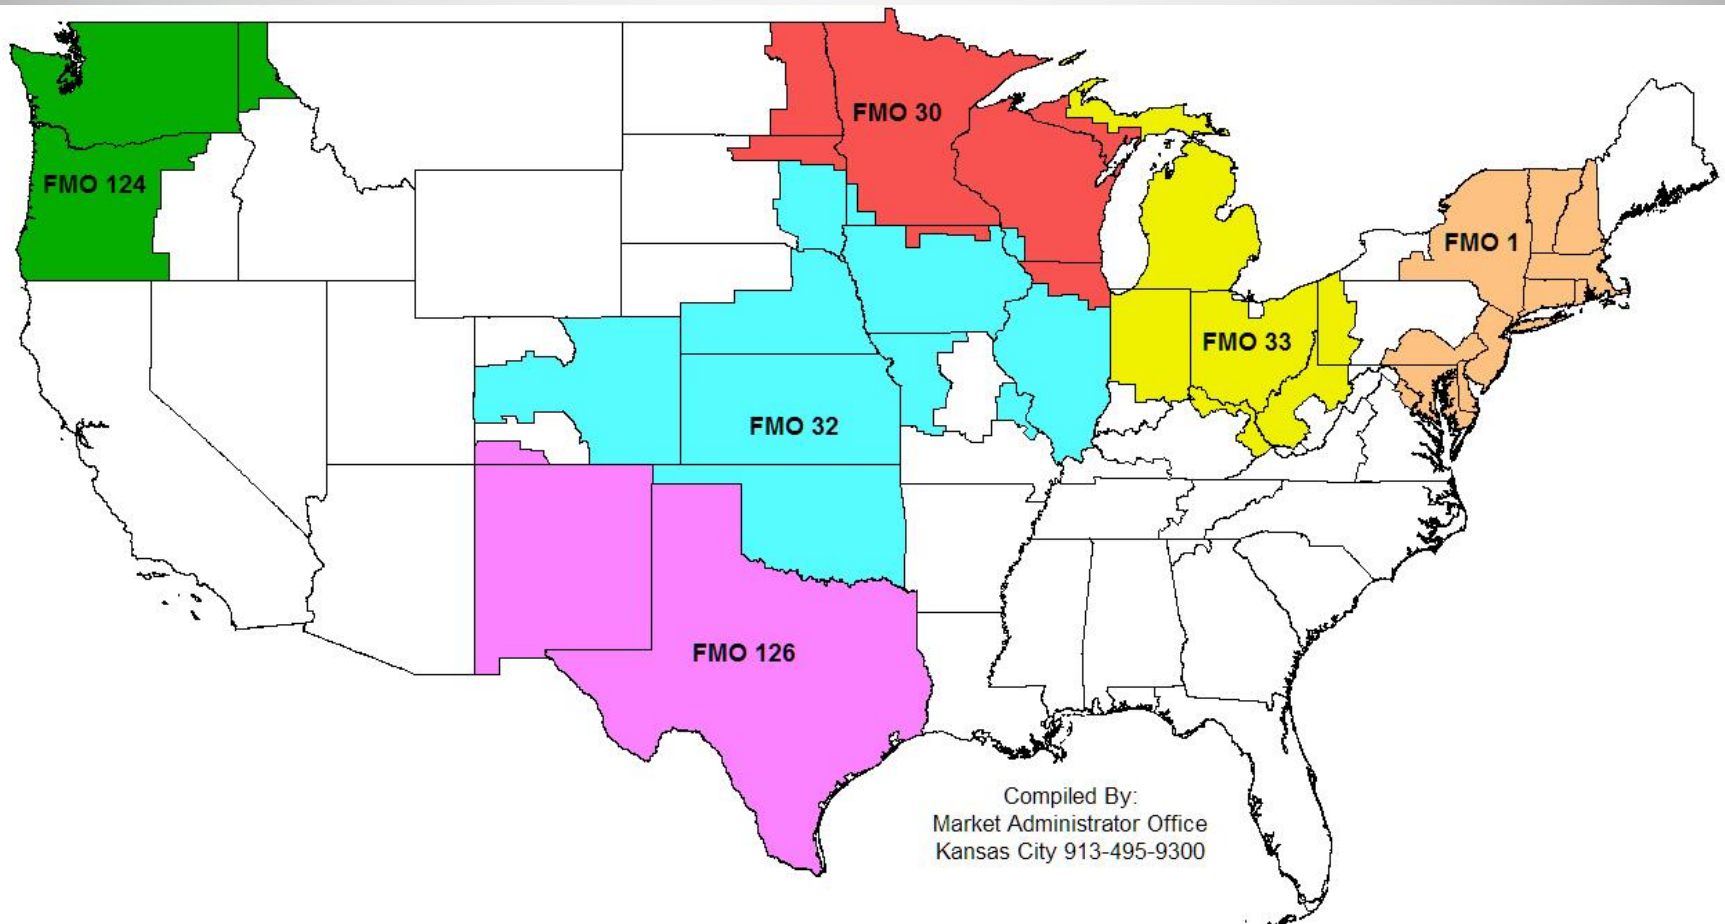 FMO 30
FMO 124
FMO 1
FMO 33
FMO 32
FMO 126
Compiled By:
Market Administrator Office
Kansas City 913-495-9300